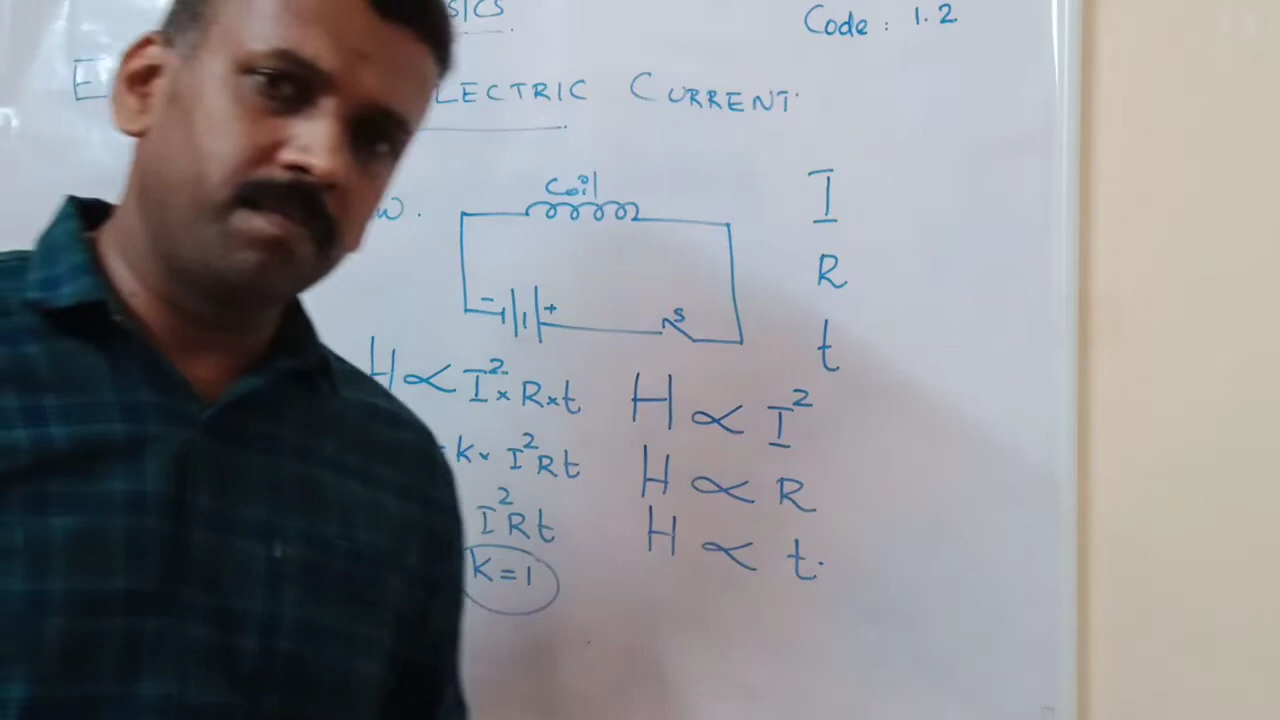 Code : 1.2
LECTRIC CURRENT
w.
Coil
I
R
t
- +
S
H ∝ I² × R × t
K × I²Rt
I²Rt
K = 1
H ∝ I²
H ∝ R
H ∝ t.